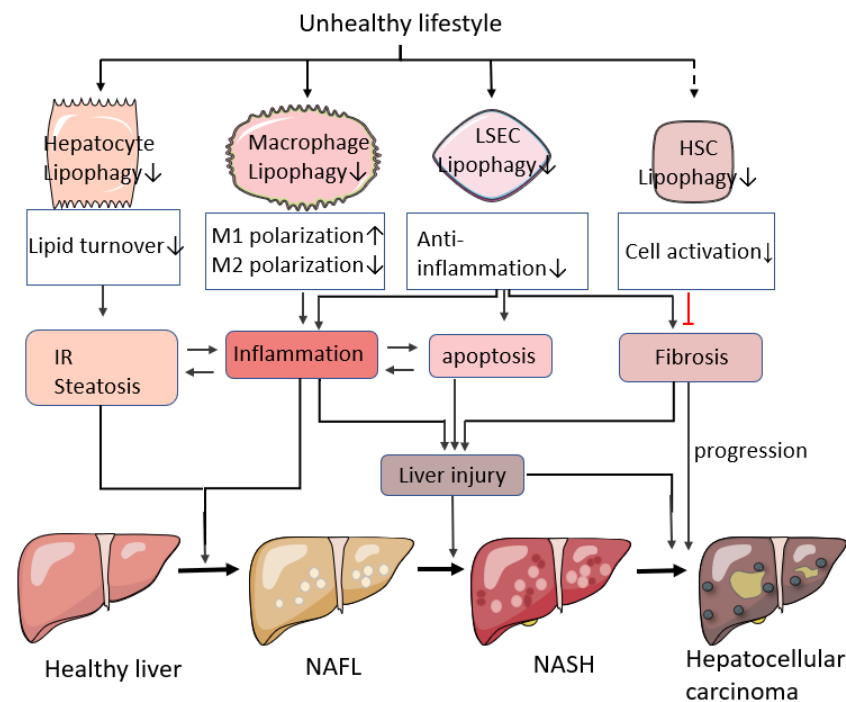 Unhealthy lifestyle
Hepatocyte
Lipophagy↓
Macrophage
Lipophagy↓
LSEC
Lipophagy↓
HSC
Lipophagy↓
Lipid turnover↓
M1 polarization↑
M2 polarization↓
Anti-
inflammation↓
Cell activation↓
IR
Steatosis
Inflammation
apoptosis
Fibrosis
progression
Liver injury
Healthy liver
NAFL
NASH
Hepatocellular
carcinoma